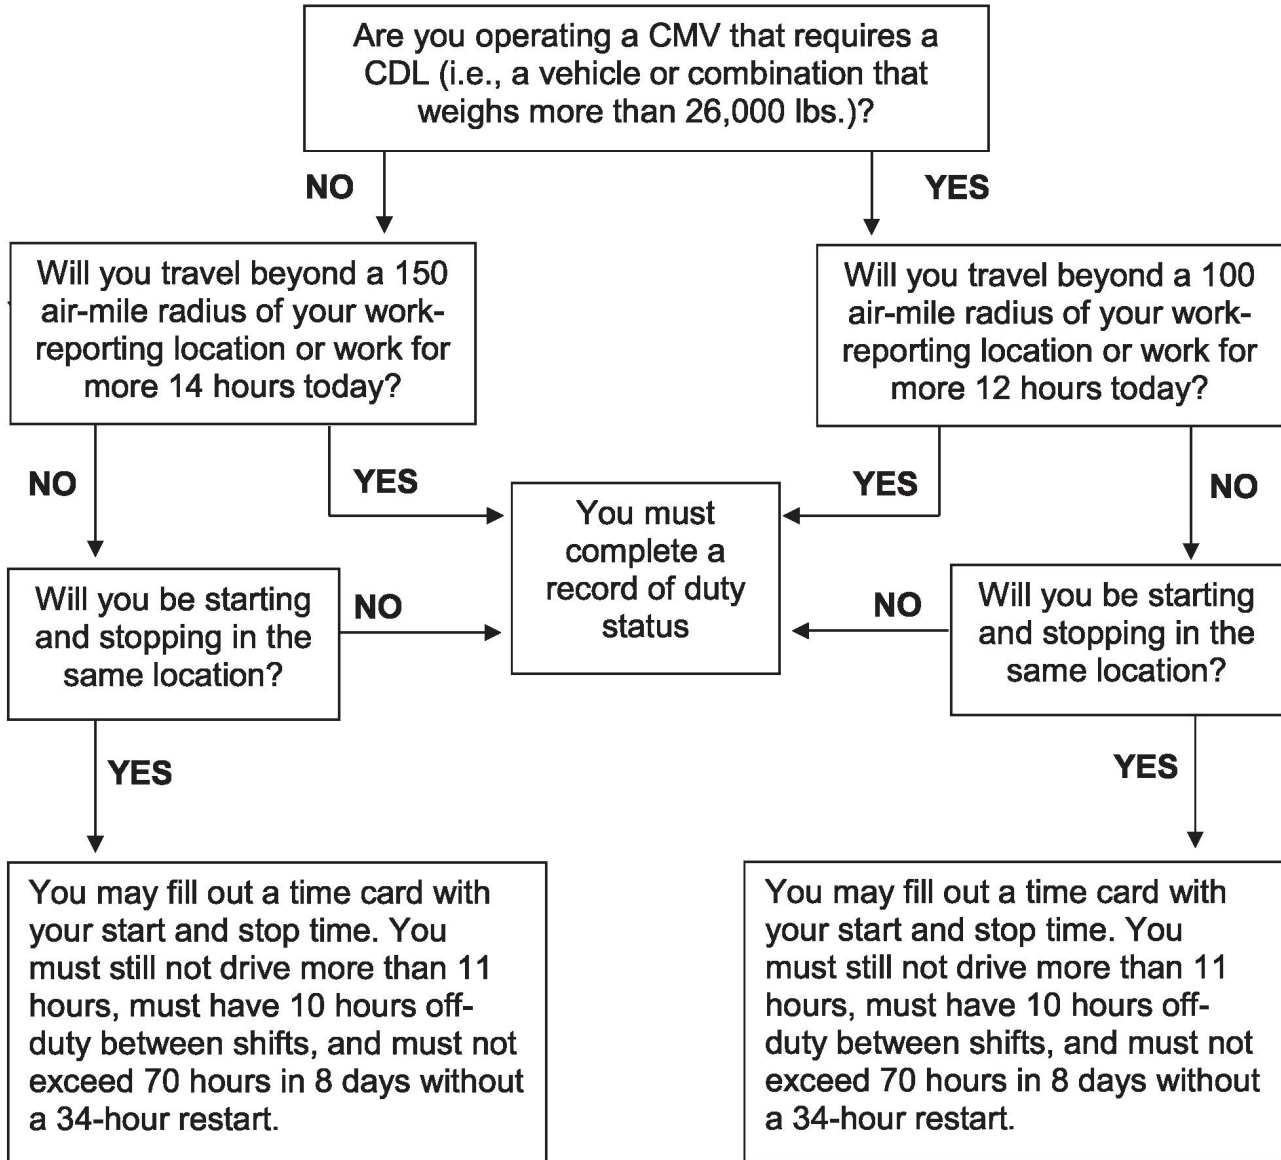 Are you operating a CMV that requires a
CDL (i.e., a vehicle or combination that
weighs more than 26,000 lbs.)?
NO
YES
Will you travel beyond a 150
air-mile radius of your work-
reporting location or work for
more 14 hours today?
Will you travel beyond a 100
air-mile radius of your work-
reporting location or work for
more 12 hours today?
NO
YES
YES
NO
You must
complete a
record of duty
status
Will you be starting
and stopping in the
same location?
NO
NO
Will you be starting
and stopping in the
same location?
YES
YES
You may fill out a time card with
your start and stop time. You
must still not drive more than 11
hours, must have 10 hours off-
duty between shifts, and must not
exceed 70 hours in 8 days without
a 34-hour restart.
You may fill out a time card with
your start and stop time. You
must still not drive more than 11
hours, must have 10 hours off-
duty between shifts, and must not
exceed 70 hours in 8 days without
a 34-hour restart.